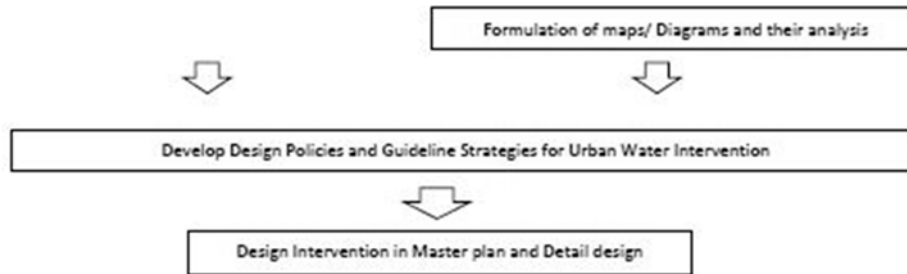 Formulation of maps/ Diagrams and their analysis
Develop Design Policies and Guideline Strategies for Urban Water Intervention
Design Intervention in Master plan and Detail design